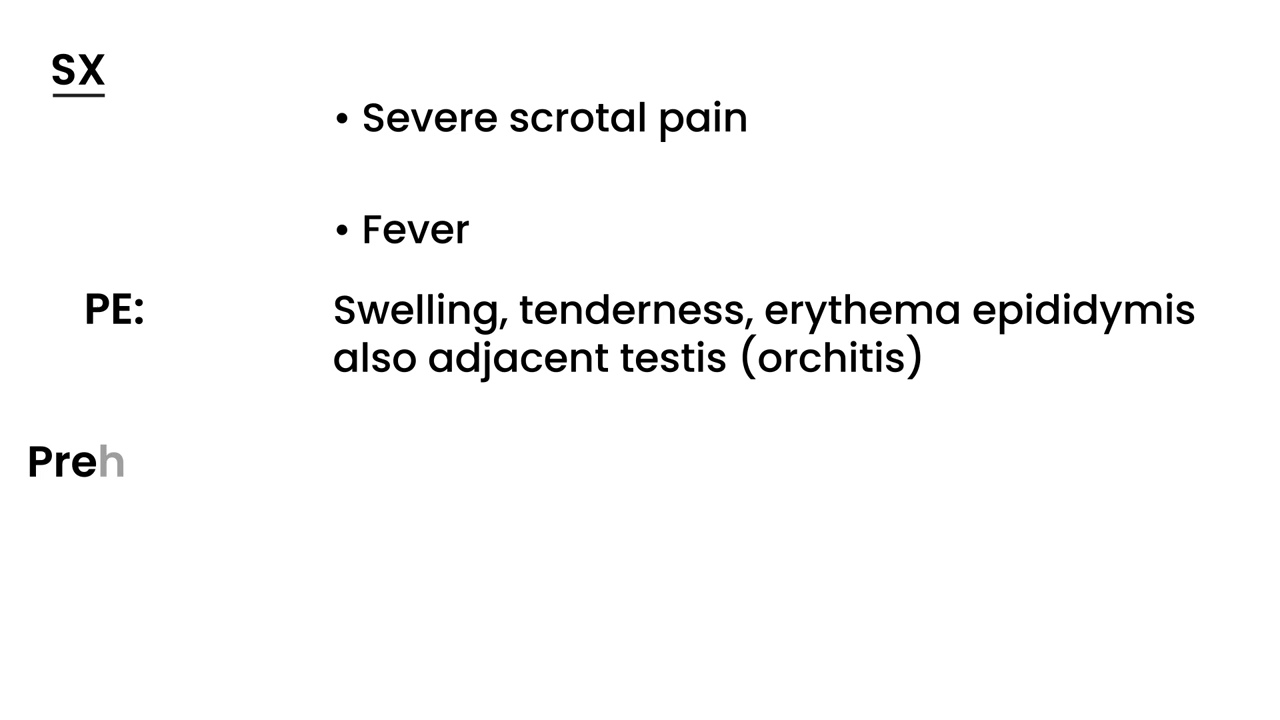 SX
• Severe scrotal pain
• Fever
PE: Swelling, tenderness, erythema epididymis
also adjacent testis (orchitis)
Preh